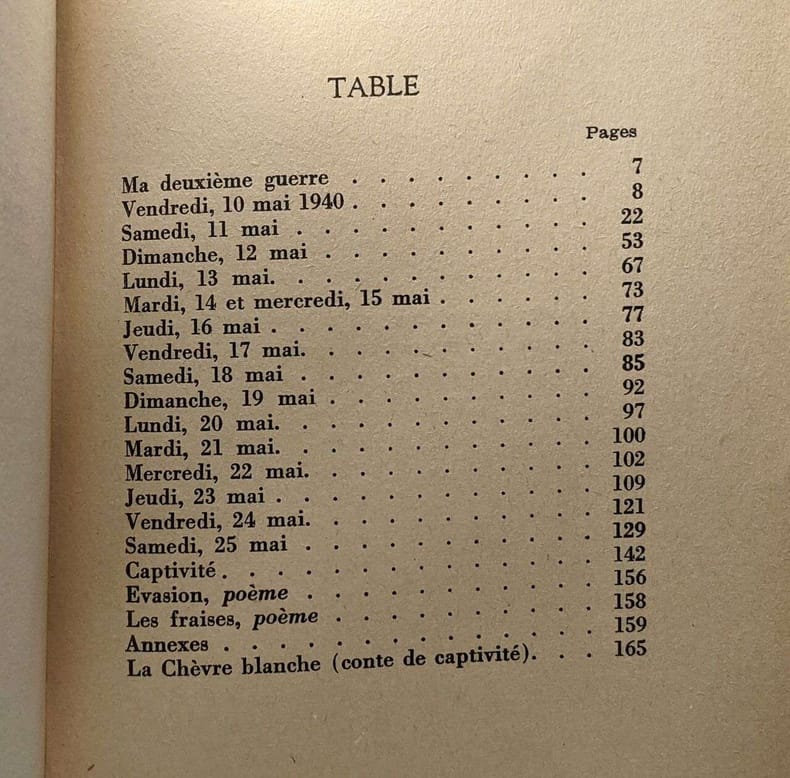 TABLE
Pages
Ma deuxième guerre . . . . . . . . . 7
Vendredi, 10 mai 1940 . . . . . . . . 8
Samedi, 11 mai . . . . . . . . . . . 22
Dimanche, 12 mai . . . . . . . . . . 53
Lundi, 13 mai. . . . . . . . . . . . 67
Mardi, 14 et mercredi, 15 mai . . . . . . 73
Jeudi, 16 mai . . . . . . . . . . . . 77
Vendredi, 17 mai. . . . . . . . . . . 83
Samedi, 18 mai . . . . . . . . . . . 85
Dimanche, 19 mai . . . . . . . . . . 92
Lundi, 20 mai. . . . . . . . . . . . 97
Mardi, 21 mai. . . . . . . . . . . . 100
Mercredi, 22 mai. . . . . . . . . . . 102
Jeudi, 23 mai . . . . . . . . . . . . 109
Vendredi, 24 mai. . . . . . . . . . . 121
Samedi, 25 mai . . . . . . . . . . . 129
Captivité . . . . . . . . . . . . . . 142
Evasion, poème . . . . . . . . . . . 156
Les fraises, poème . . . . . . . . . . 158
Annexes . . . . . . . . . . . . . . 159
La Chèvre blanche (conte de captivité). . . 165